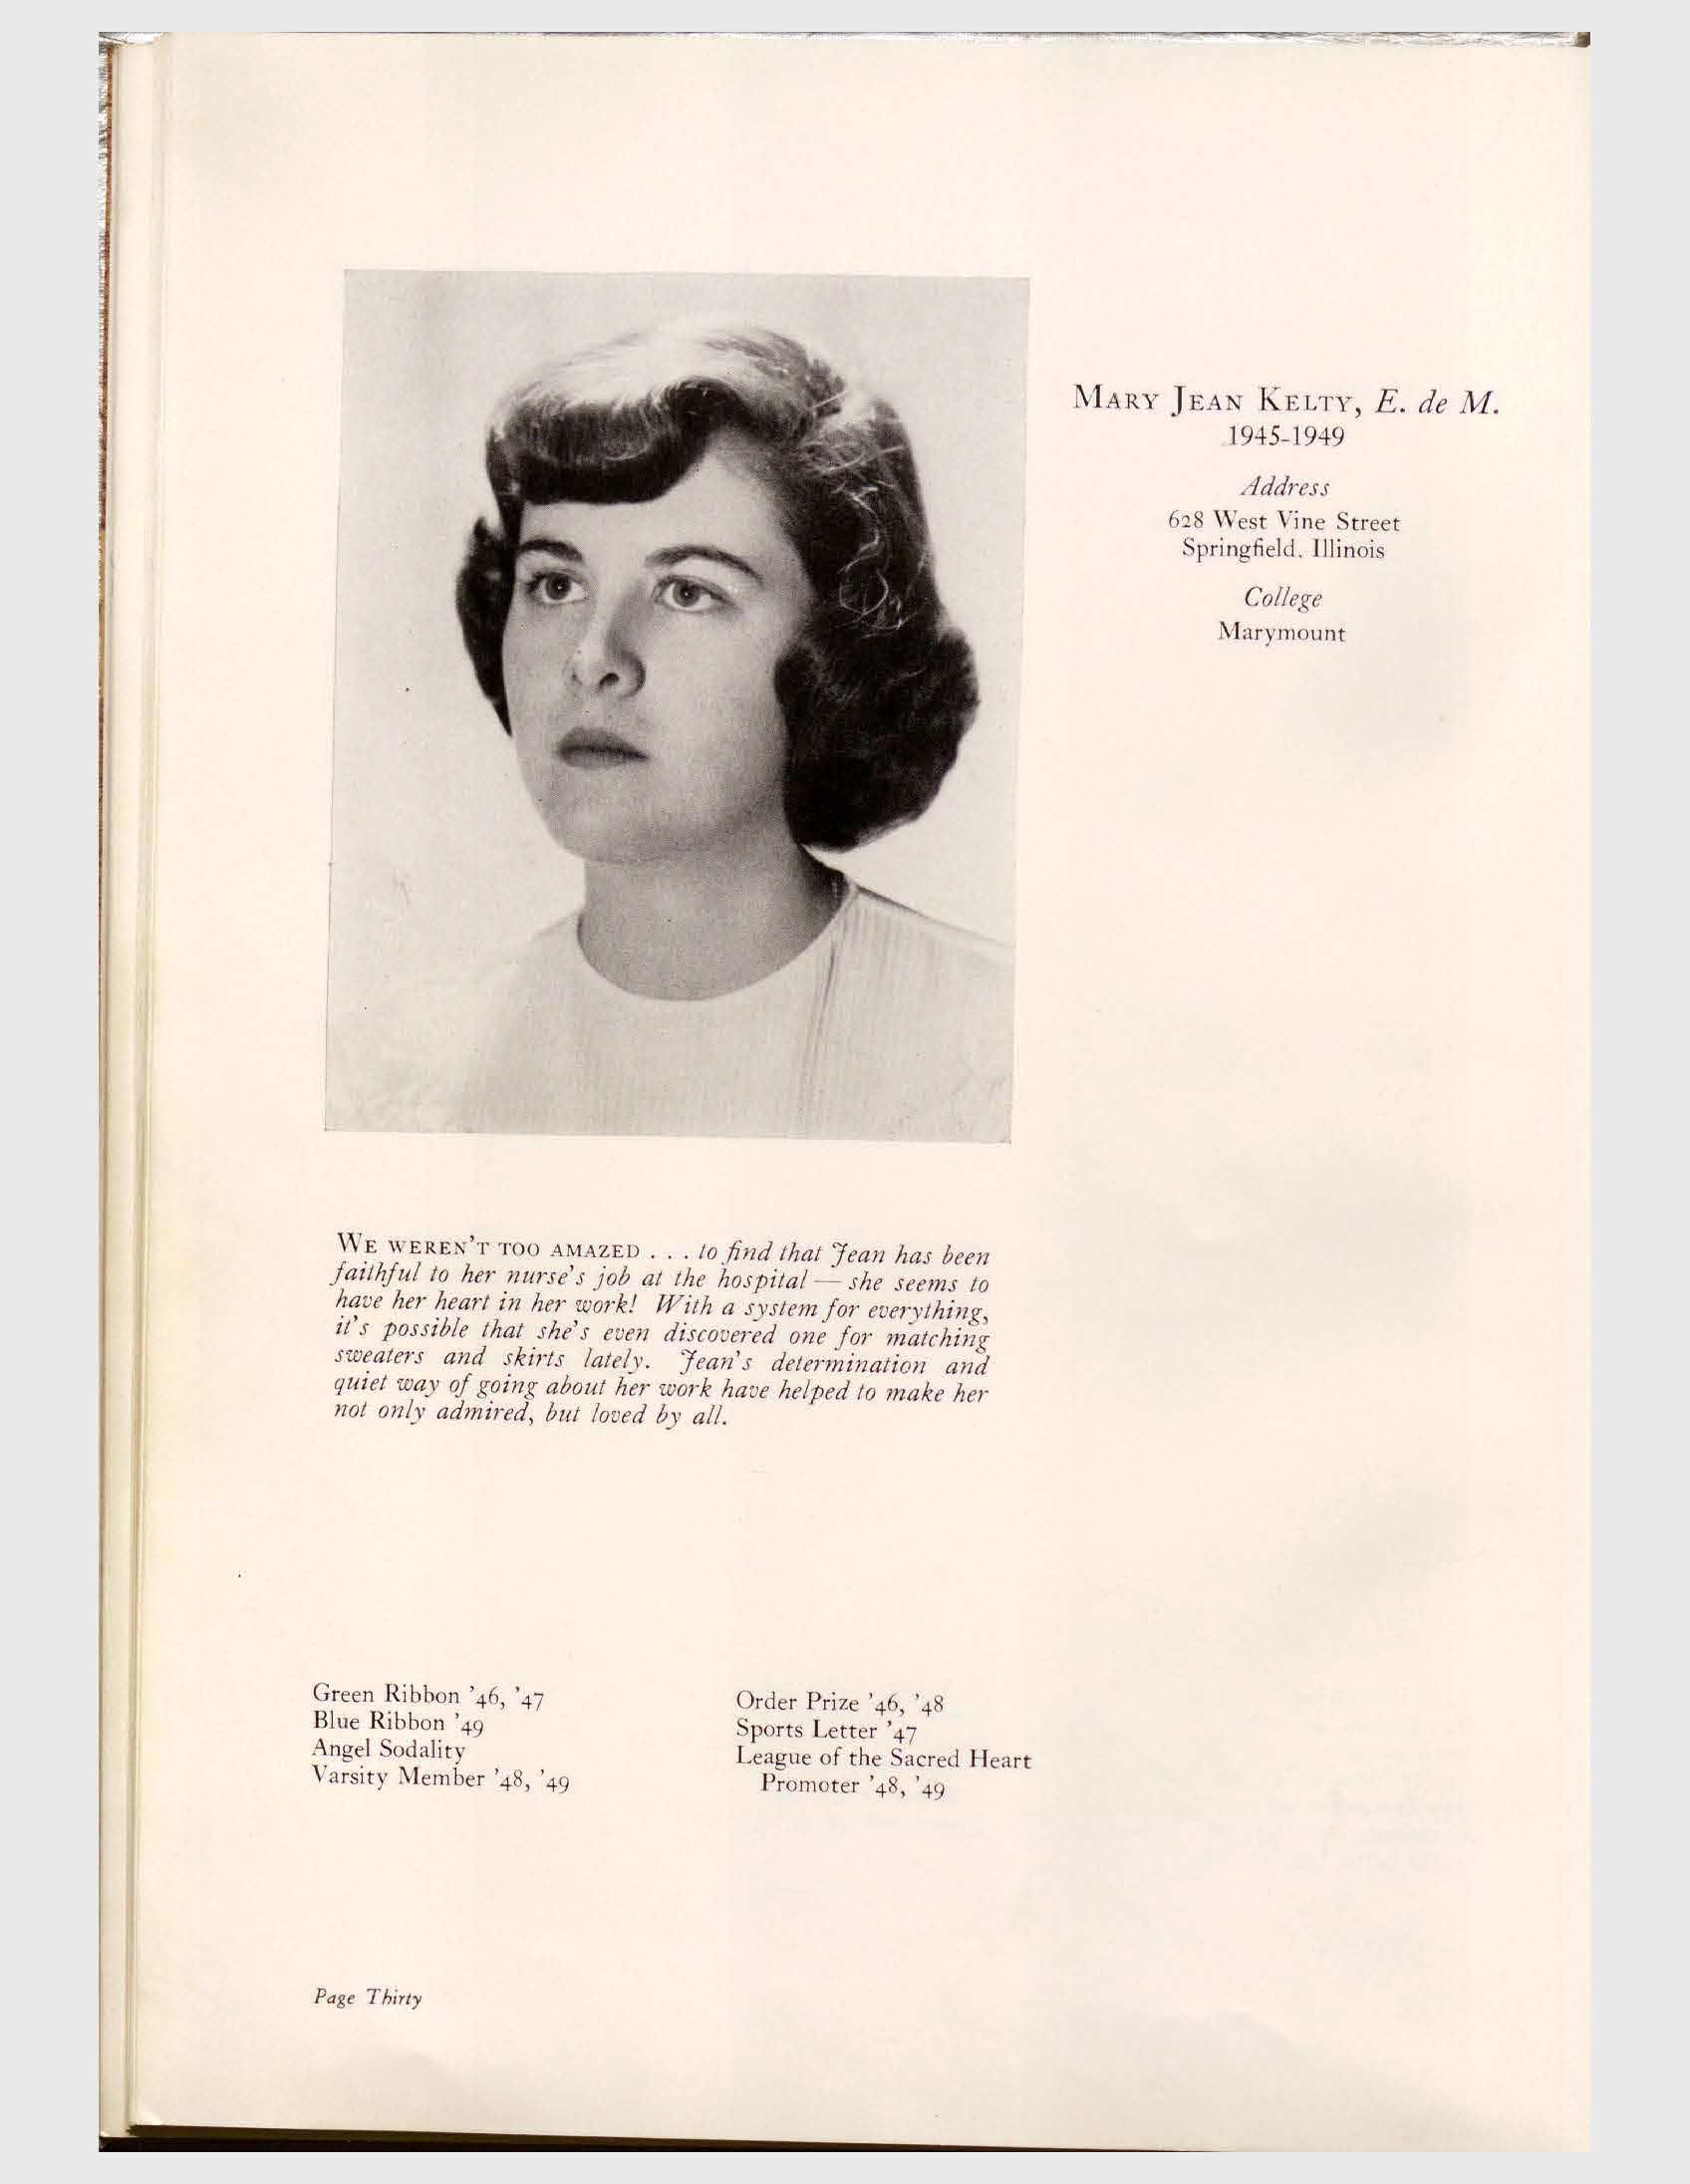 MARY JEAN KELTY, E. de M.
1945-1949
Address
628 West Vine Street
Springfield, Illinois
College
Marymount
WE WEREN'T TOO AMAZED . . . to find that Jean has been
faithful to her nurse's job at the hospital — she seems to
have her heart in her work! With a system for everything,
it's possible that she's even discovered one for matching
sweaters and skirts lately. Jean's determination and
quiet way of going about her work have helped to make her
not only admired, but loved by all.
Green Ribbon '46, '47
Blue Ribbon '49
Angel Sodality
Varsity Member '48, '49
Order Prize '46, '48
Sports Letter '47
League of the Sacred Heart
Promoter '48, '49
Page Thirty